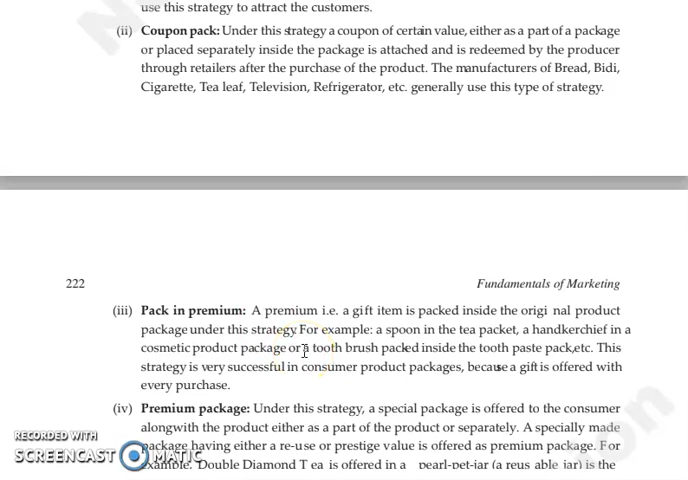 use this strategy to attract the customers.
(ii) Coupon pack: Under this strategy a coupon of certain value, either as a part of a package
or placed separately inside the package is attached and is redeemed by the producer
through retailers after the purchase of the product. The manufacturers of Bread, Bidi,
Cigarette, Tea leaf, Television, Refrigerator, etc. generally use this type of strategy.
222 Fundamentals of Marketing
(iii) Pack in premium: A premium i.e. a gift item is packed inside the origi nal product
package under this strategy. For example: a spoon in the tea packet, a handkerchief in a
cosmetic product package or a tooth brush packed inside the tooth paste pack,etc. This
strategy is very successful in consumer product packages, because a gift is offered with
every purchase.
(iv) Premium package: Under this strategy, a special package is offered to the consumer
alongwith the product either as a part of the product or separately. A specially made
package having either a re-use or prestige value is offered as premium package. For
example, Double Diamond T ea is offered in a pearl-pet-jar (a reus able jar) is the
RECORDED WITH
SCREENCAST MATIC